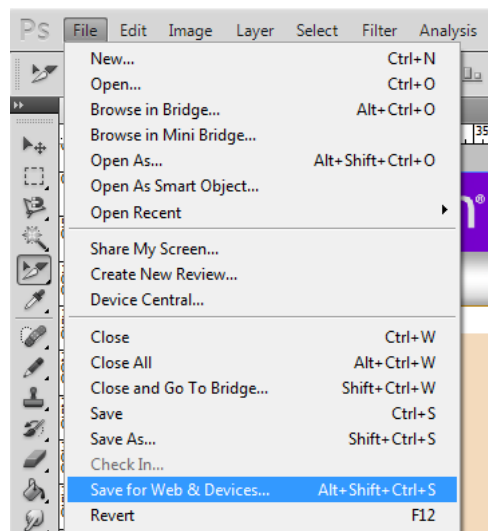 Ps File Edit Image Layer Select Filter Analysis
New... Ctrl+N
Open... Ctrl+O
Browse in Bridge... Alt+Ctrl+O
Browse in Mini Bridge...
Open As... Alt+Shift+Ctrl+O
Open As Smart Object...
Open Recent
Share My Screen...
Create New Review...
Device Central...
Close Ctrl+W
Close All Alt+Ctrl+W
Close and Go To Bridge... Shift+Ctrl+W
Save Ctrl+S
Save As... Shift+Ctrl+S
Check In...
Save for Web & Devices... Alt+Shift+Ctrl+S
Revert F12